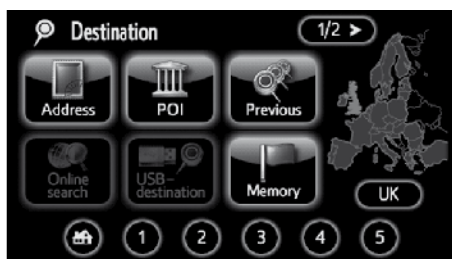 Destination
1/2 >
Address
POI
Previous
Online
search
USB-
destination
Memory
UK
1
2
3
4
5